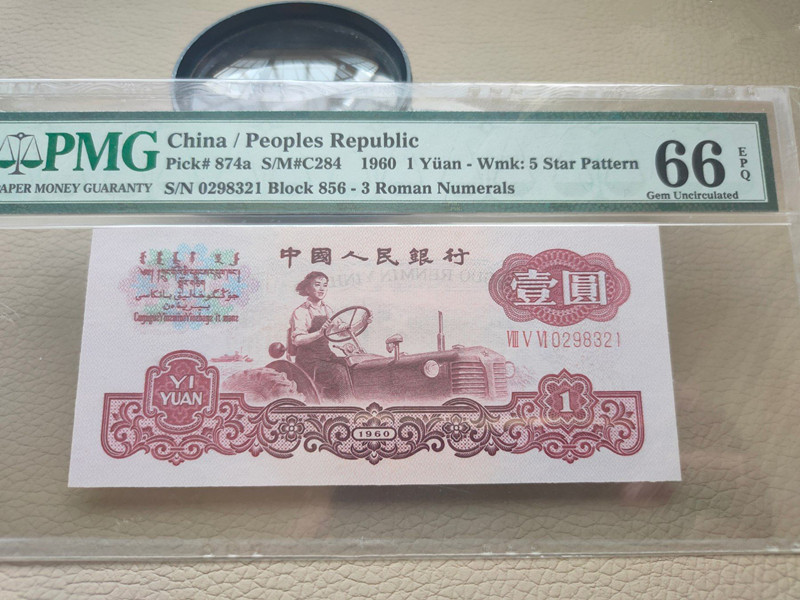 PMG
PAPER MONEY GUARANTY
China / Peoples Republic
Pick# 874a S/M#C284 1960 1 Yüan - Wmk: 5 Star Pattern
S/N 0298321 Block 856 - 3 Roman Numerals
66 EPQ
Gem Uncirculated
中國人民銀行
壹圓
VIII V VI 0298321
YI
YUAN
1960
1